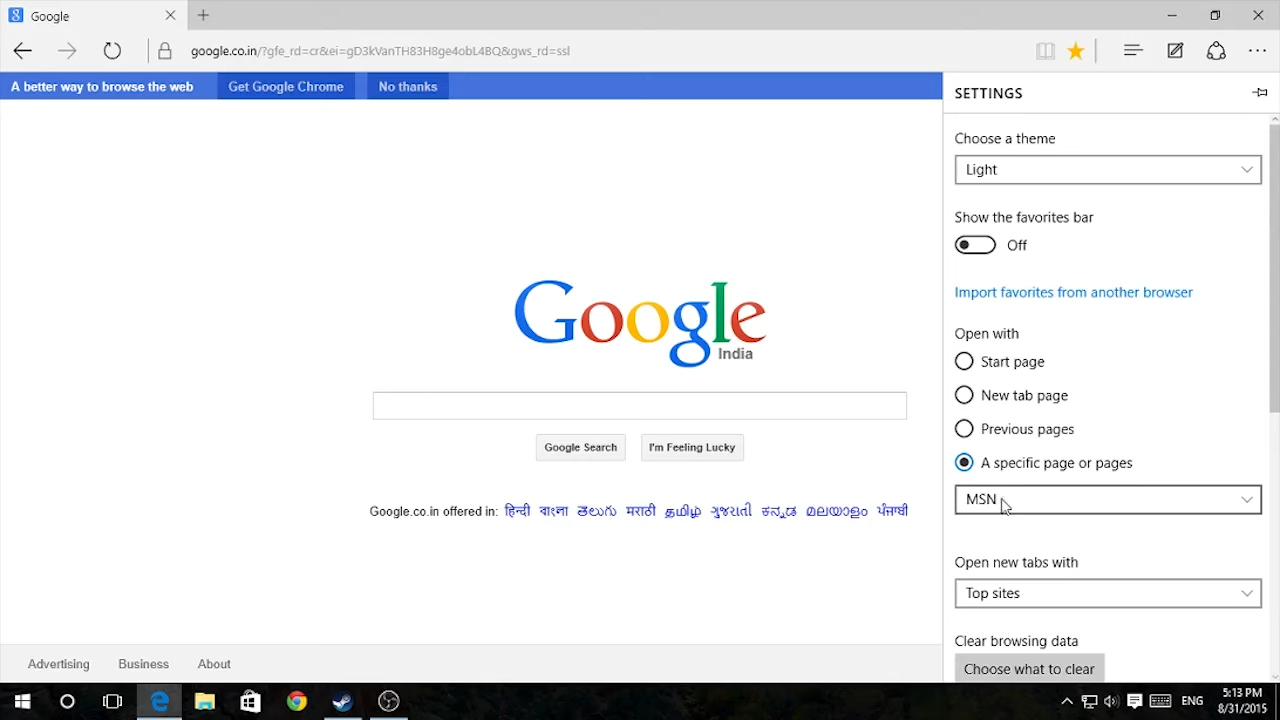 Google
google.co.in/?gfe_rd=cr&ei=gD3kVanTH83H8ge4obL4BQ&gws_rd=ssl
A better way to browse the web Get Google Chrome No thanks
Google
India
Google Search I'm Feeling Lucky
Google.co.in offered in: हिन्दी বাংলা తెలుగు मराठी தமிழ் ગુજરાતી ಕನ್ನಡ മലയാളം ਪੰਜਾਬੀ
Advertising Business About
SETTINGS
Choose a theme
Light
Show the favorites bar
Off
Import favorites from another browser
Open with
Start page
New tab page
Previous pages
A specific page or pages
MSN
Open new tabs with
Top sites
Clear browsing data
Choose what to clear
ENG
5:13 PM
8/31/2015